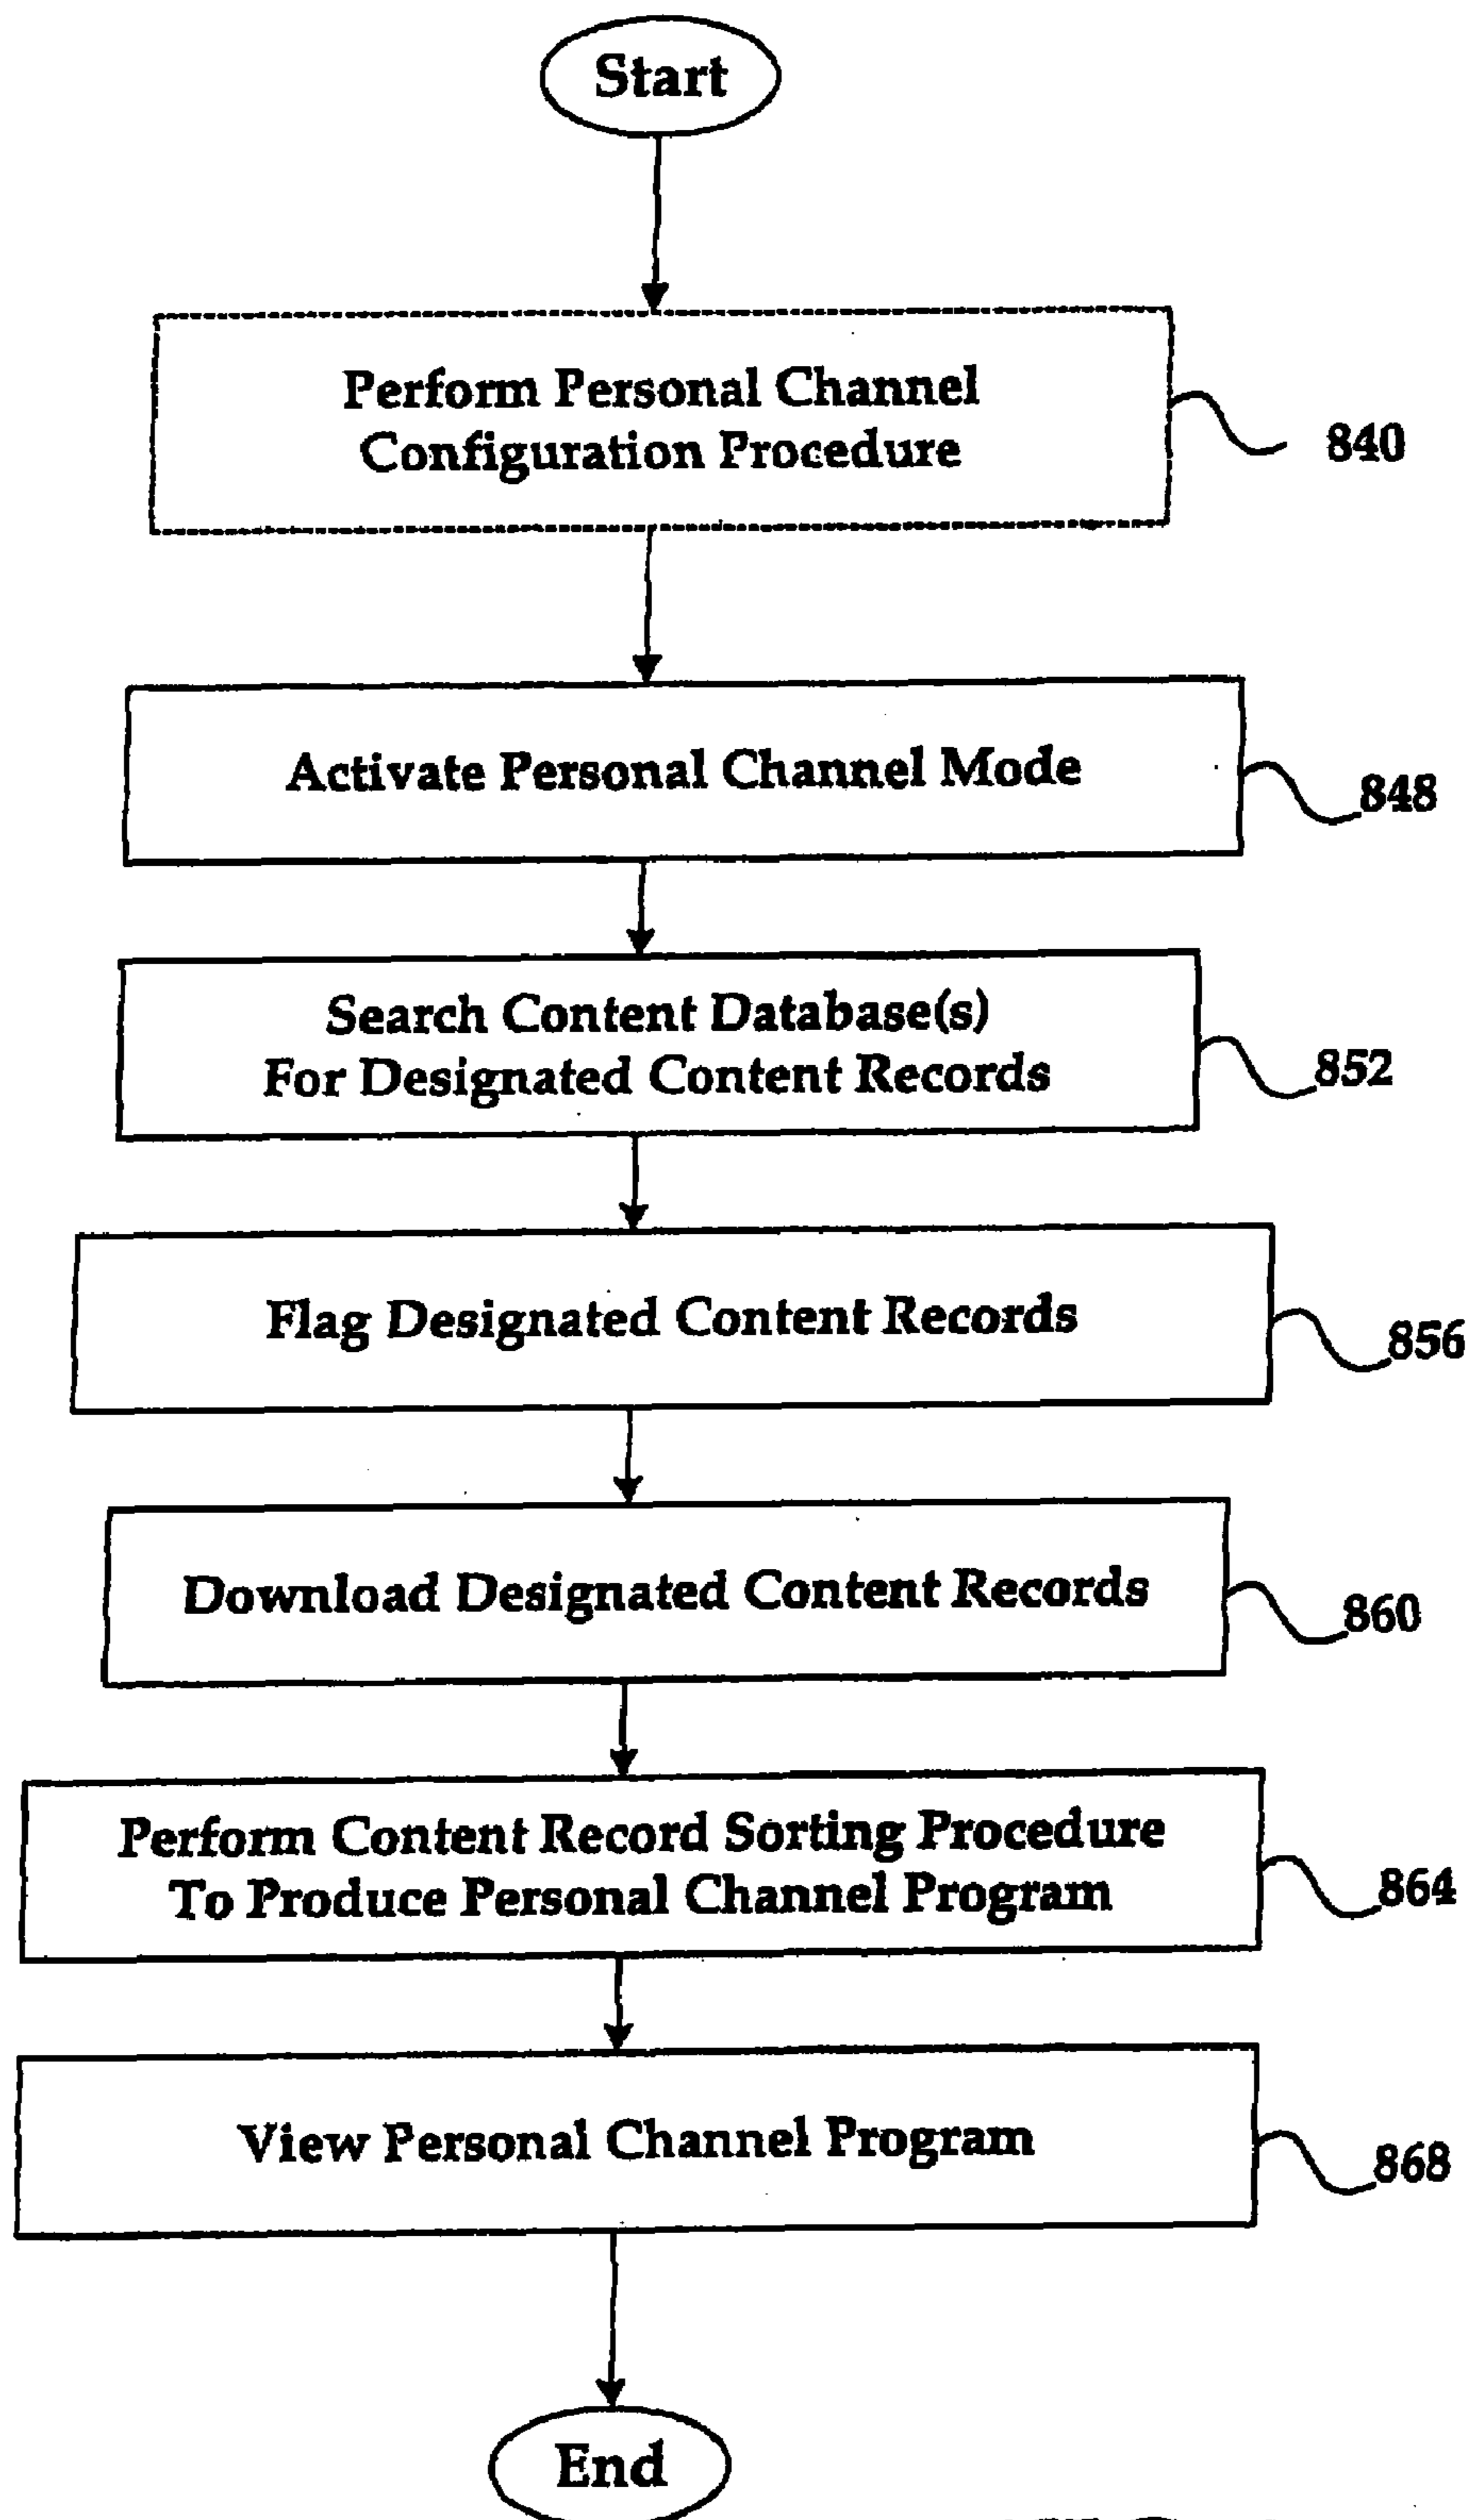 Start
Perform Personal Channel
Configuration Procedure
840
Activate Personal Channel Mode
848
Search Content Database(s)
For Designated Content Records
852
Flag Designated Content Records
856
Download Designated Content Records
860
Perform Content Record Sorting Procedure
To Produce Personal Channel Program
864
View Personal Channel Program
868
End